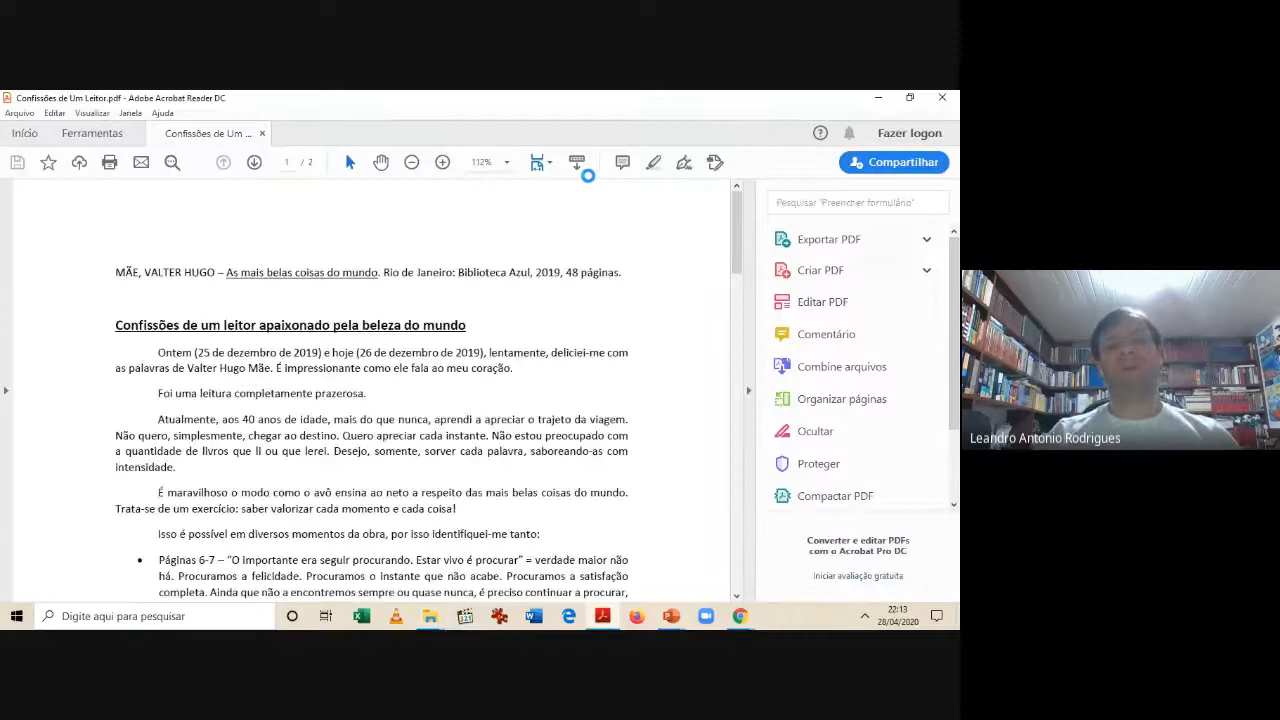 Confissões de Um Leitor.pdf - Adobe Acrobat Reader DC
Arquivo Editar Visualizar Janela Ajuda
Início Ferramentas Confissões de Um ... × Fazer logon
1 / 2 112% Compartilhar
MÃE, VALTER HUGO – As mais belas coisas do mundo. Rio de Janeiro: Biblioteca Azul, 2019, 48 páginas.
Confissões de um leitor apaixonado pela beleza do mundo
Ontem (25 de dezembro de 2019) e hoje (26 de dezembro de 2019), lentamente, deliciei-me com
as palavras de Valter Hugo Mãe. É impressionante como ele fala ao meu coração.
Foi uma leitura completamente prazerosa.
Atualmente, aos 40 anos de idade, mais do que nunca, aprendi a apreciar o trajeto da viagem.
Não quero, simplesmente, chegar ao destino. Quero apreciar cada instante. Não estou preocupado com
a quantidade de livros que li ou que lerei. Desejo, somente, sorver cada palavra, saboreando-as com
intensidade.
É maravilhoso o modo como o avô ensina ao neto a respeito das mais belas coisas do mundo.
Trata-se de um exercício: saber valorizar cada momento e cada coisa!
Isso é possível em diversos momentos da obra, por isso identifiquei-me tanto:
• Páginas 6-7 – “O importante era seguir procurando. Estar vivo é procurar” = verdade maior não
há. Procuramos a felicidade. Procuramos o instante que não acabe. Procuramos a satisfação
completa. Ainda que não a encontremos sempre ou quase nunca, é preciso continuar a procurar,
Pesquisar 'Preencher formulário'
Exportar PDF
Criar PDF
Editar PDF
Comentário
Combine arquivos
Organizar páginas
Ocultar
Proteger
Compactar PDF
Converter e editar PDFs
com o Acrobat Pro DC
Iniciar avaliação gratuita
Leandro Antonio Rodrigues
Digite aqui para pesquisar
22:13
28/04/2020